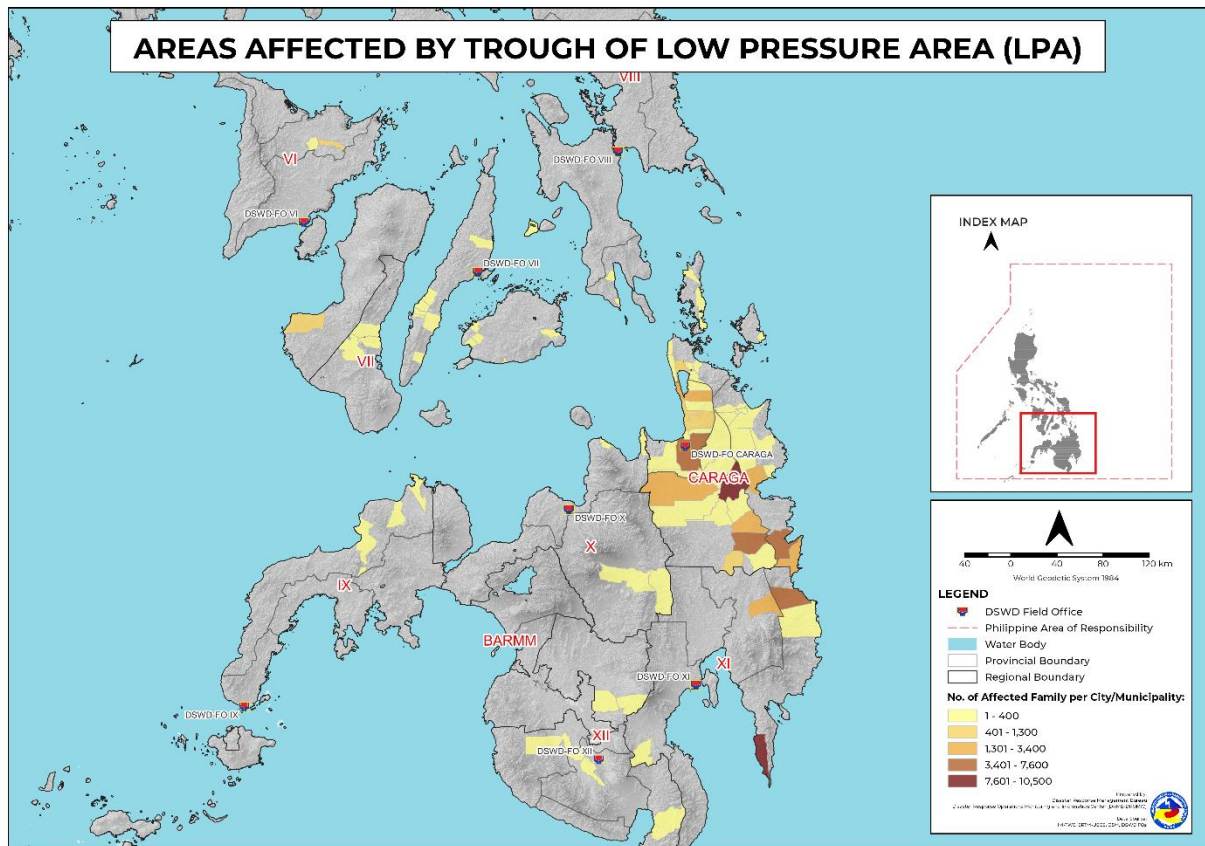 AREAS AFFECTED BY TROUGH OF LOW PRESSURE AREA (LPA)
VIII
VI
DSWD-FO VIII
DSWD-FO VI
DSWD-FO VII
VII
DSWD-FO CARAGA
CARAGA
DSWD-FO X
X
IX
BARMM
XI
DSWD-FO XI
DSWD-FO IX
XII
DSWD-FO XII
INDEX MAP
40 0 40 80 120 km
World Geodetic System 1984
LEGEND
DSWD Field Office
Philippine Area of Responsibility
Water Body
Provincial Boundary
Regional Boundary
No. of Affected Family per City/Municipality:
1 - 400
401 - 1,300
1,301 - 3,400
3,401 - 7,600
7,601 - 10,500
Prepared by:
Disaster Response Management Bureau